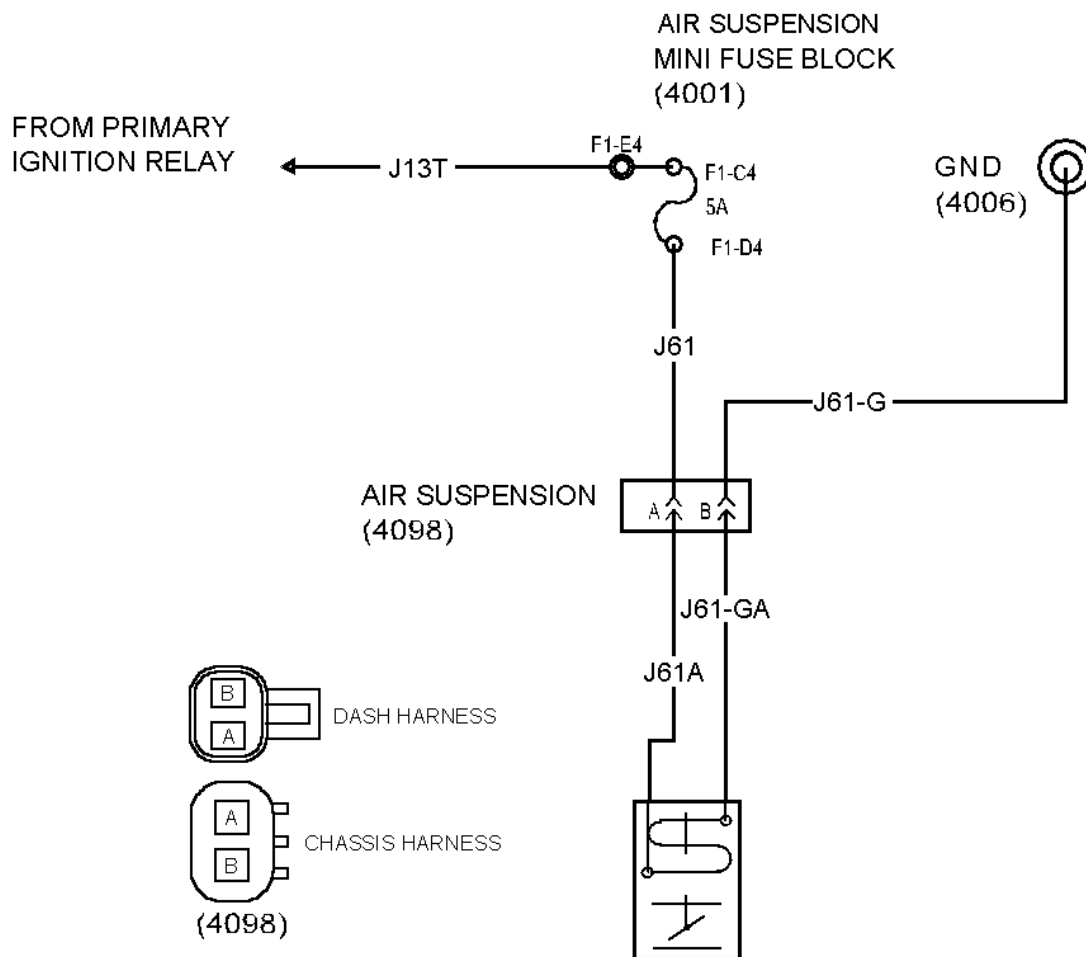 AIR SUSPENSION
MINI FUSE BLOCK
(4001)
FROM PRIMARY
IGNITION RELAY
J13T
F1-E4
F1-C4
5A
F1-D4
GND
(4006)
J61
J61-G
AIR SUSPENSION
(4098)
A
B
J61-GA
J61A
B
A
DASH HARNESS
A
B
CHASSIS HARNESS
(4098)